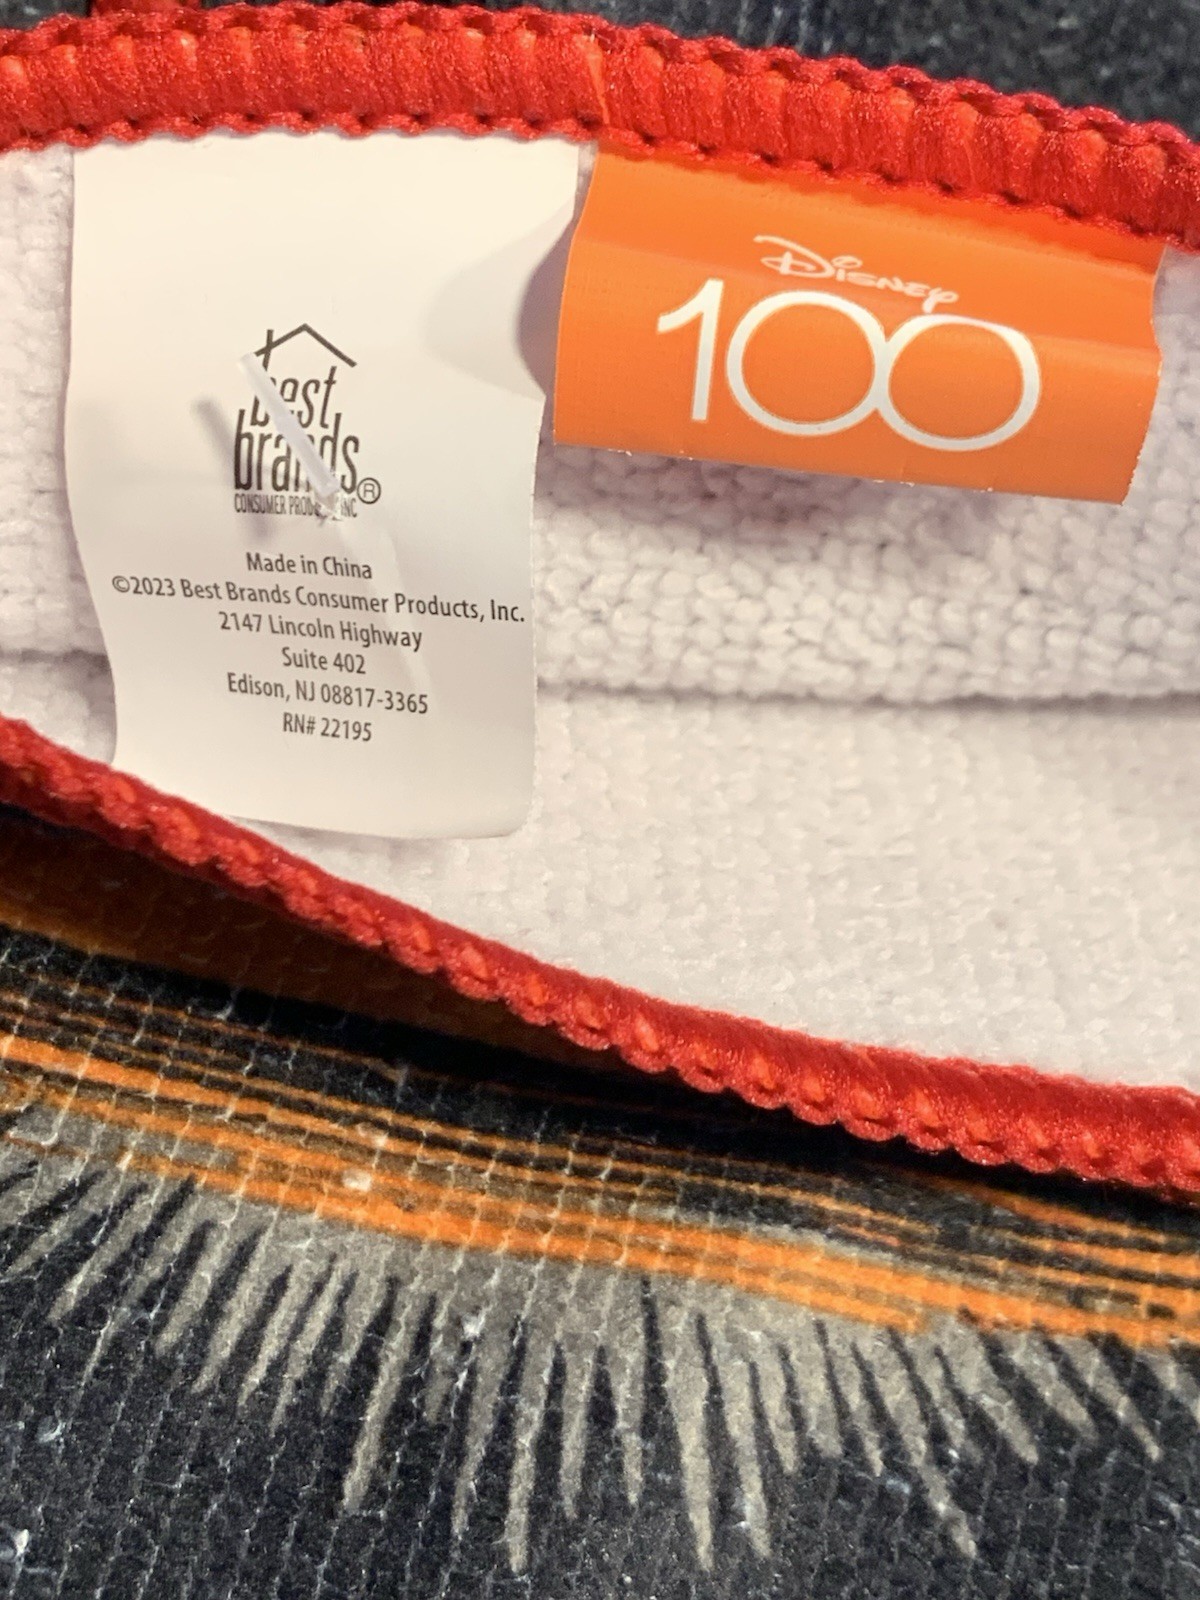 best
brands®
CONSUMER INC
Made in China
©2023 Best Brands Consumer Products, Inc.
2147 Lincoln Highway
Suite 402
Edison, NJ 08817-3365
RN# 22195
Disney
100